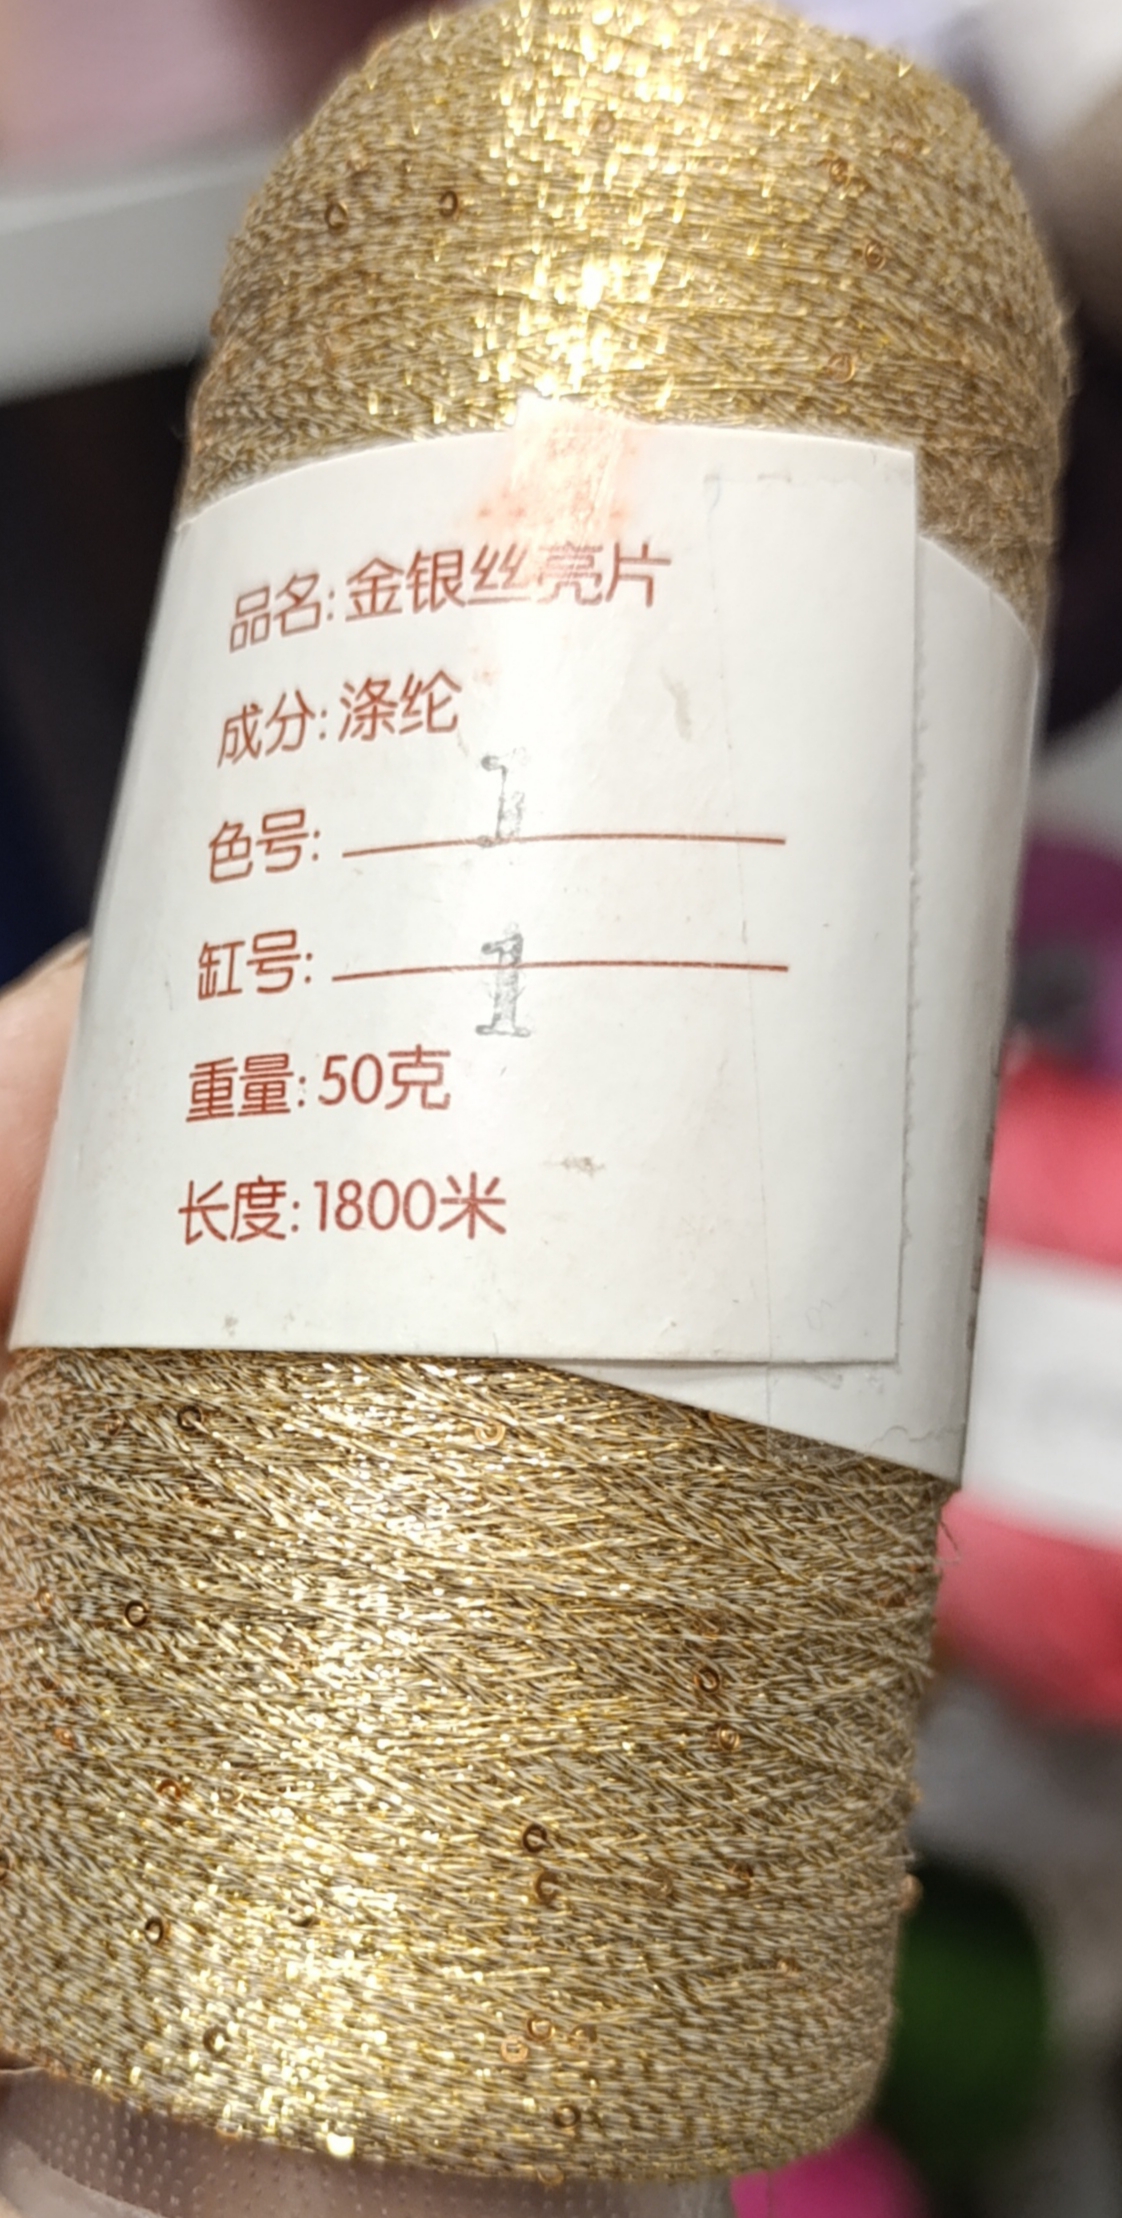 品名:金银丝亮片
成分:涤纶
色号: 1
缸号: 1
重量:50克
长度:1800米